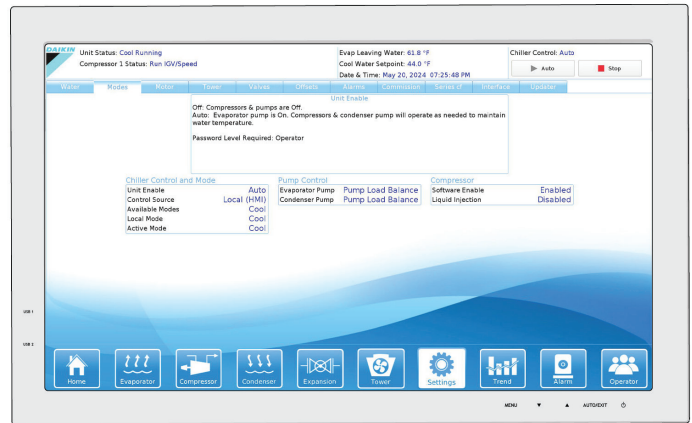 DAIKIN
Unit Status: Cool Running
Compressor 1 Status: Run IGV/Speed
Evap Leaving Water: 61.8 °F
Cool Water Setpoint: 44.0 °F
Date & Time: May 20, 2024 07:25:48 PM
Chiller Control: Auto
Auto
Stop
Water Modes Motor Tower Valves Offsets Alarms Commission Series cf Interface Updater
Unit Enable
Off: Compressors & pumps are Off.
Auto: Evaporator pump is On. Compressors & condenser pump will operate as needed to maintain
water temperature.
Password Level Required: Operator
Chiller Control and Mode
Unit Enable Auto
Control Source Local (HMI)
Available Modes Cool
Local Mode Cool
Active Mode Cool
Pump Control
Evaporator Pump Pump Load Balance
Condenser Pump Pump Load Balance
Compressor
Software Enable Enabled
Liquid Injection Disabled
USB 1
USB 2
Home Evaporator Compressor Condenser Expansion Tower Settings Trend Alarm Operator
MENU ▼ ▲ AUTO/EXIT